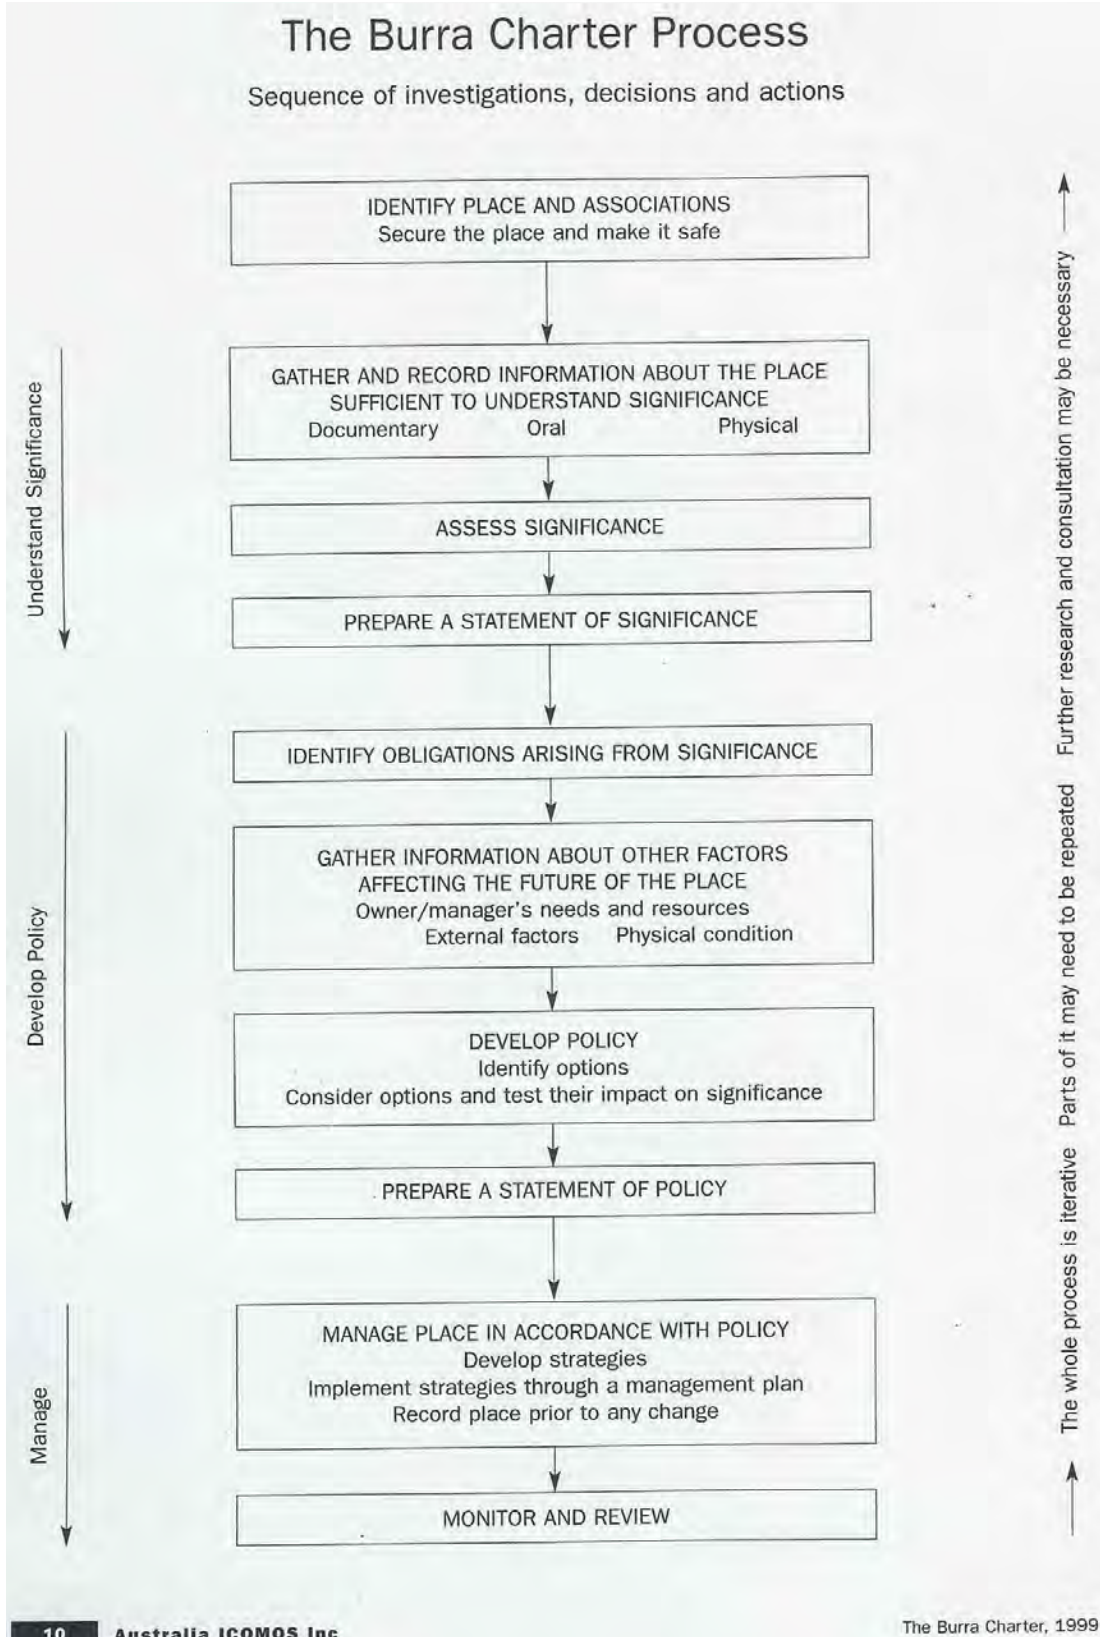 The Burra Charter Process
Sequence of investigations, decisions and actions
IDENTIFY PLACE AND ASSOCIATIONS
Secure the place and make it safe
Understand Significance
GATHER AND RECORD INFORMATION ABOUT THE PLACE
SUFFICIENT TO UNDERSTAND SIGNIFICANCE
Documentary Oral Physical
ASSESS SIGNIFICANCE
PREPARE A STATEMENT OF SIGNIFICANCE
Develop Policy
IDENTIFY OBLIGATIONS ARISING FROM SIGNIFICANCE
GATHER INFORMATION ABOUT OTHER FACTORS
AFFECTING THE FUTURE OF THE PLACE
Owner/manager's needs and resources
External factors Physical condition
DEVELOP POLICY
Identify options
Consider options and test their impact on significance
PREPARE A STATEMENT OF POLICY
Manage
MANAGE PLACE IN ACCORDANCE WITH POLICY
Develop strategies
Implement strategies through a management plan
Record place prior to any change
MONITOR AND REVIEW
The whole process is iterative Parts of it may need to be repeated Further research and consultation may be necessary
10 Australia ICOMOS Inc
The Burra Charter, 1999